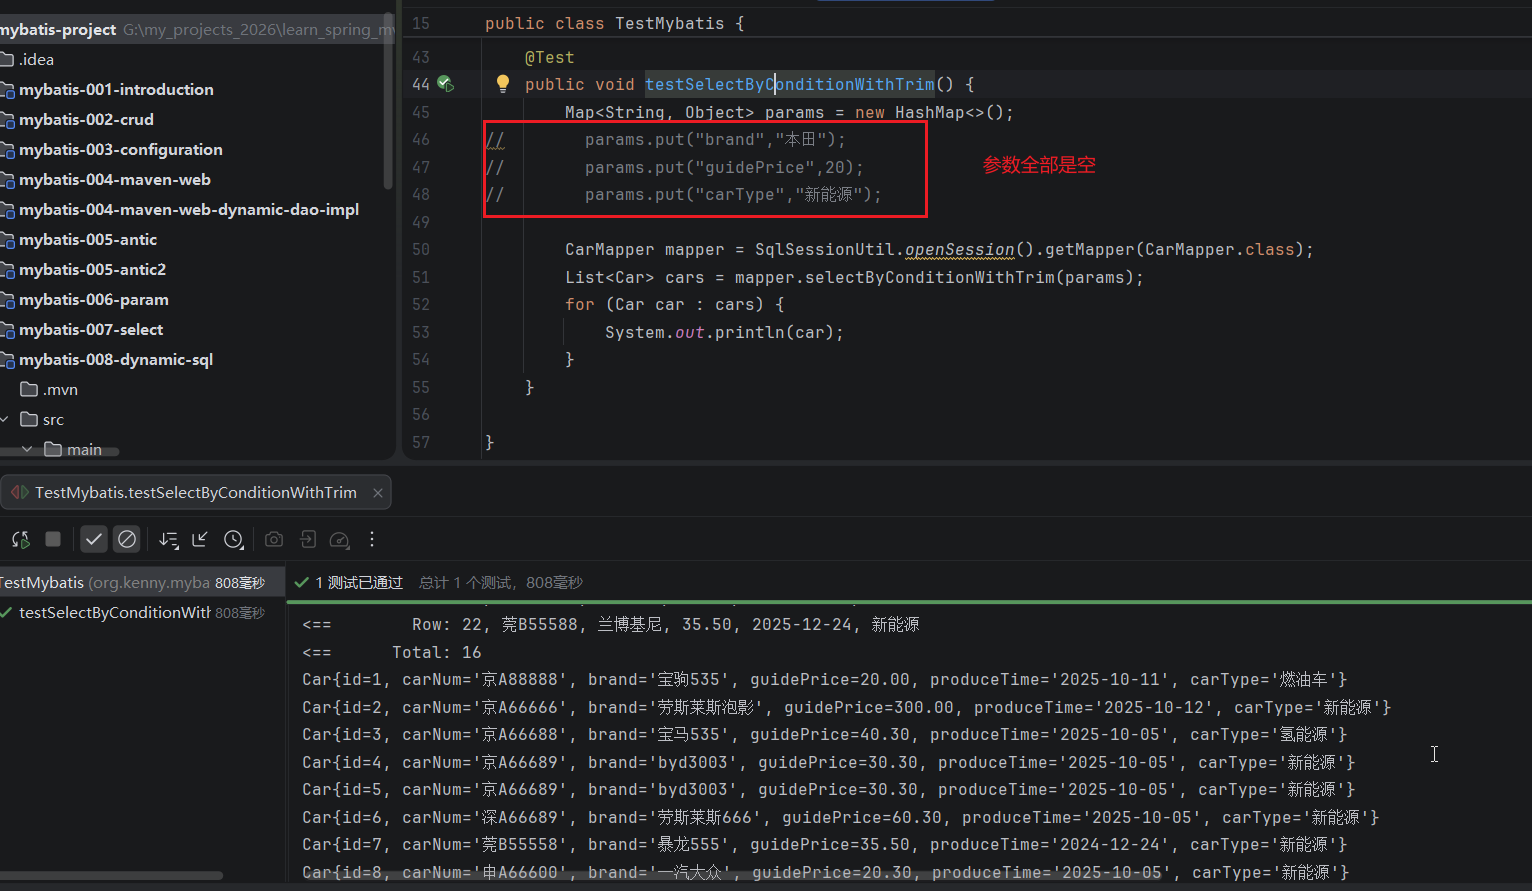 mybatis-project G:\my_projects_2026\learn_spring_my
.idea
mybatis-001-introduction
mybatis-002-crud
mybatis-003-configuration
mybatis-004-maven-web
mybatis-004-maven-web-dynamic-dao-impl
mybatis-005-antic
mybatis-005-antic2
mybatis-006-param
mybatis-007-select
mybatis-008-dynamic-sql
.mvn
src
main
15 public class TestMybatis {
43 @Test
44 public void testSelectByConditionWithTrim() {
45 Map<String, Object> params = new HashMap<>();
46 // params.put("brand","本田");
47 // params.put("guidePrice",20);
48 // params.put("carType","新能源");
参数全部是空
49
50 CarMapper mapper = SqlSessionUtil.openSession().getMapper(CarMapper.class);
51 List<Car> cars = mapper.selectByConditionWithTrim(params);
52 for (Car car : cars) {
53 System.out.println(car);
54 }
55 }
56
57 }
TestMybatis.testSelectByConditionWithTrim
TestMybatis (org.kenny.myba 808毫秒
testSelectByConditionWith 808毫秒
1 测试已通过 总计 1 个测试, 808毫秒
<== Row: 22, 莞B55588, 兰博基尼, 35.50, 2025-12-24, 新能源
<== Total: 16
Car{id=1, carNum='京A88888', brand='宝驹535', guidePrice=20.00, produceTime='2025-10-11', carType='燃油车'}
Car{id=2, carNum='京A66666', brand='劳斯莱斯泡影', guidePrice=300.00, produceTime='2025-10-12', carType='新能源'}
Car{id=3, carNum='京A66688', brand='宝马535', guidePrice=40.30, produceTime='2025-10-05', carType='氢能源'}
Car{id=4, carNum='京A66689', brand='byd3003', guidePrice=30.30, produceTime='2025-10-05', carType='新能源'}
Car{id=5, carNum='京A66689', brand='byd3003', guidePrice=30.30, produceTime='2025-10-05', carType='新能源'}
Car{id=6, carNum='深A66689', brand='劳斯莱斯666', guidePrice=60.30, produceTime='2025-10-05', carType='新能源'}
Car{id=7, carNum='莞B55558', brand='暴龙555', guidePrice=35.50, produceTime='2024-12-24', carType='新能源'}
Car{id=8, carNum='申A66600', brand='一汽大众', guidePrice=20.30, produceTime='2025-10-05', carType='新能源'}